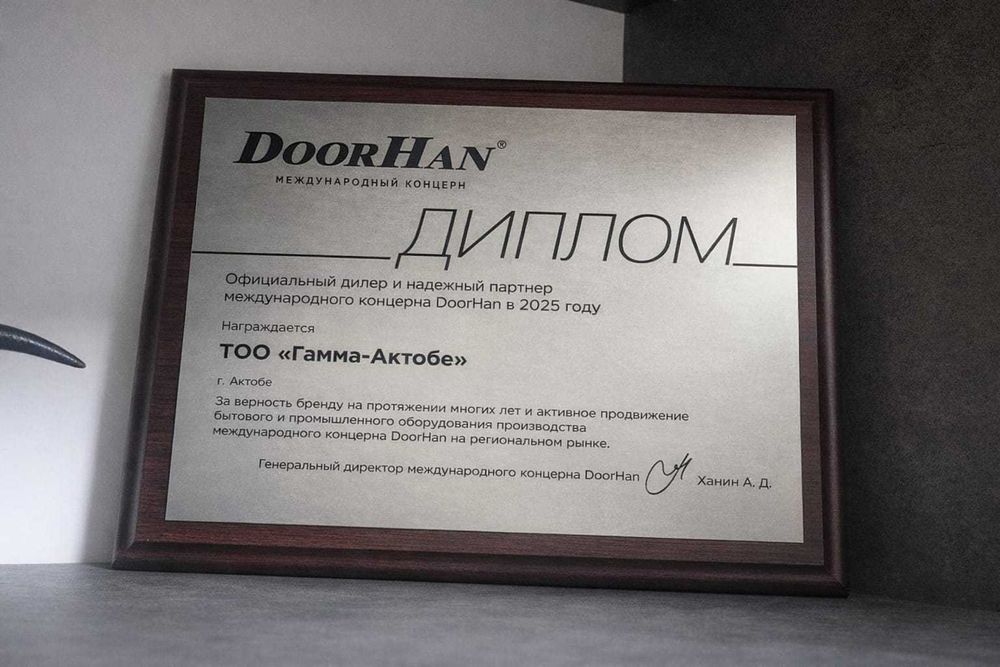 DOORHAN®
МЕЖДУНАРОДНЫЙ КОНЦЕРН
ДИПЛОМ
Официальный дилер и надежный партнер
международного концерна DoorHan в 2025 году
Награждается
ТОО «Гамма-Актобе»
г. Актобе
За верность бренду на протяжении многих лет и активное продвижение
бытового и промышленного оборудования производства
международного концерна DoorHan на региональном рынке.
Генеральный директор международного концерна DoorHan Ханин А. Д.